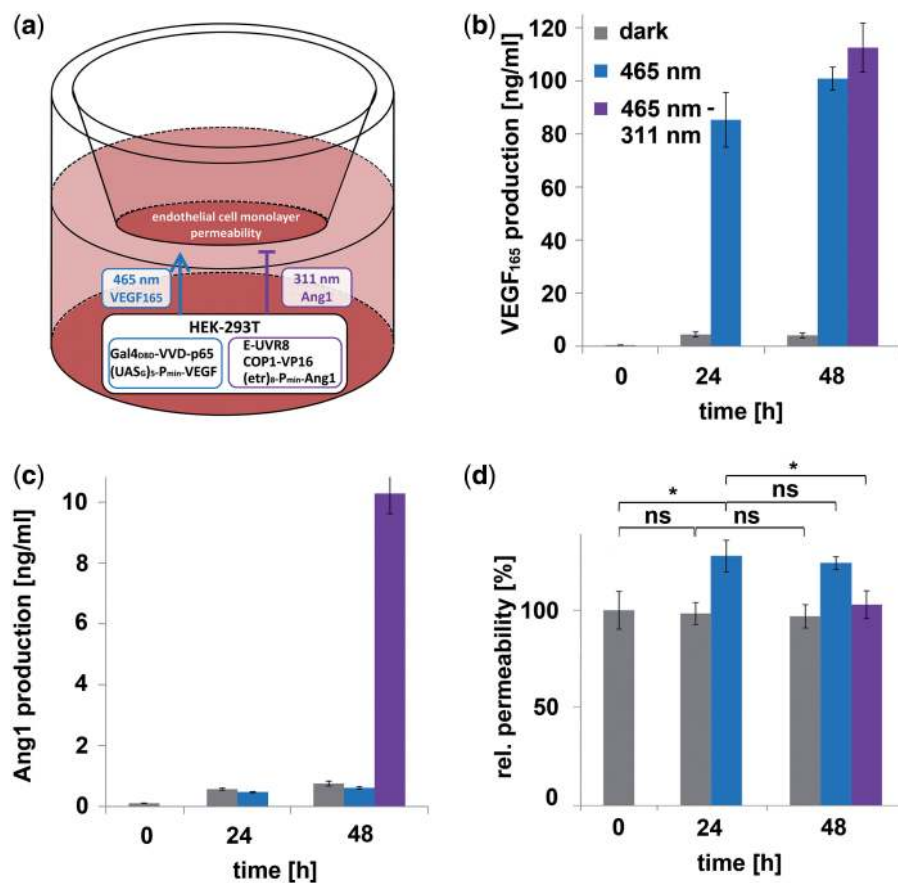 (a)
endothelial cell monolayer
permeability
465 nm
VEGF165
311 nm
Ang1
HEK-293T
Gal4DBD-VVD-p65
(UASG)5-Pmin-VEGF
E-UVR8
COP1-VP16
(etr)8-Pmin-Ang1
(b)
VEGF165 production [ng/ml]
120
100
80
60
40
20
0
dark
465 nm
465 nm -
311 nm
0 24 48
time [h]
(c)
Ang1 production [ng/ml]
10
8
6
4
2
0
0 24 48
time [h]
(d)
* *
ns
ns ns
rel. permeability [%]
100
50
0
0 24 48
time [h]